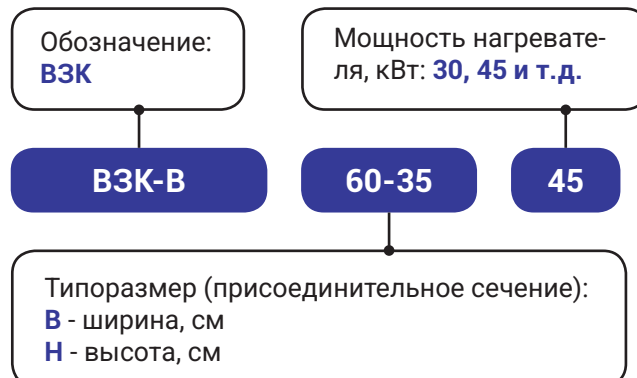 Обозначение:
ВЗК
Мощность нагревате-
ля, кВт: 30, 45 и т.д.
ВЗК-В
60-35
45
Типоразмер (присоединительное сечение):
В - ширина, см
Н - высота, см